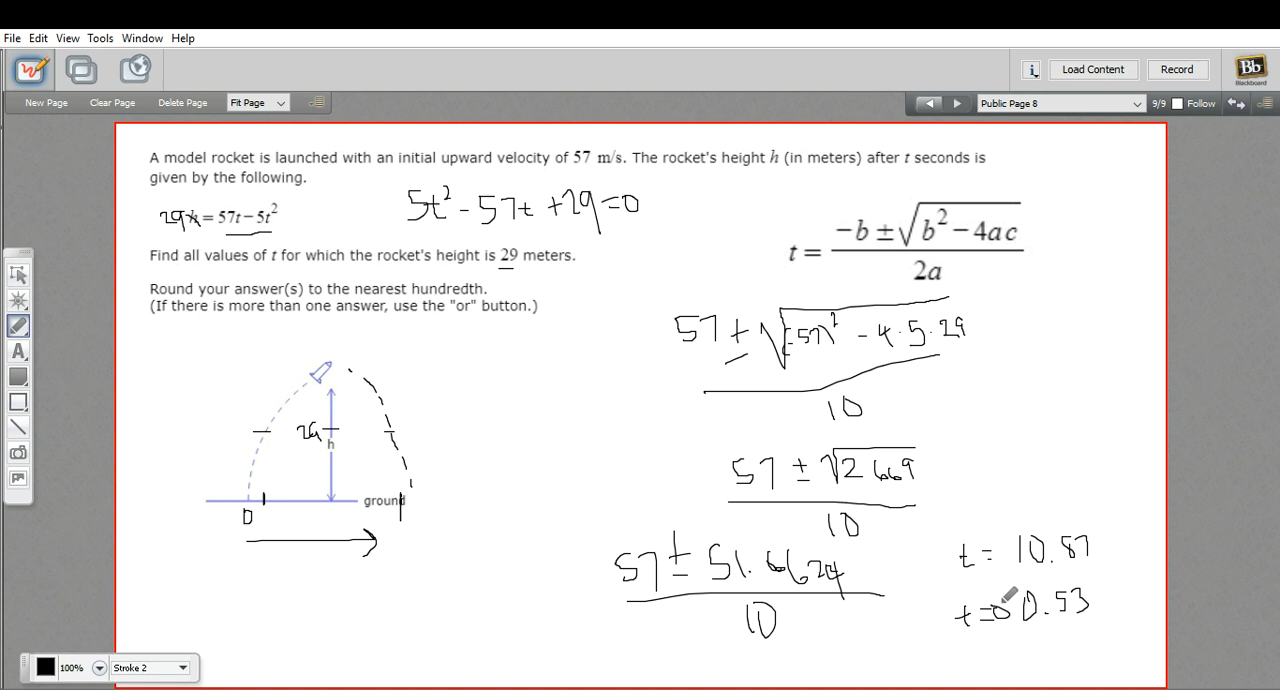 File Edit View Tools Window Help
i Load Content Record Bb Blackboard
New Page Clear Page Delete Page Fit Page Public Page 8 9/9 Follow
A model rocket is launched with an initial upward velocity of 57 m/s. The rocket's height h (in meters) after t seconds is
given by the following.
5t² - 57t + 29 = 0
29 h = 57t − 5t²
t = (−b ± √(b² − 4ac)) / 2a
Find all values of t for which the rocket's height is 29 meters.
Round your answer(s) to the nearest hundredth.
(If there is more than one answer, use the "or" button.)
57 ± √((-57)² - 4·5·29)
10
29
h
57 ± √2669
10
ground
0
57 ± 51.6624
10
t = 10.87
t = 0 0.53
A
100% Stroke 2